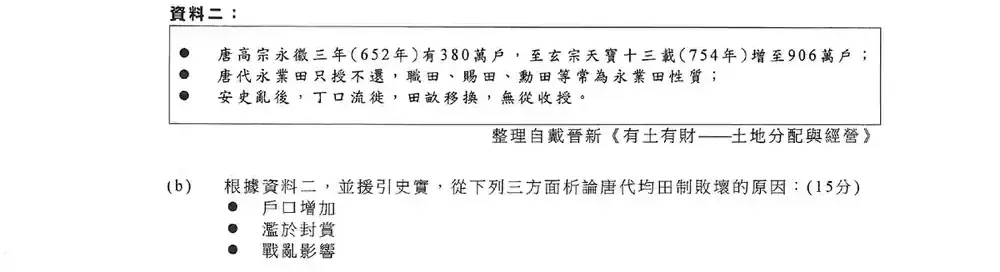 資料二：
● 唐高宗永徽三年(652年)有380萬戶，至玄宗天寶十三載(754年)增至906萬戶；
● 唐代永業田只授不還，職田、賜田、勳田等常為永業田性質；
● 安史亂後，丁口流徙，田畝移換，無從收授。
整理自戴晉新《有土有財——土地分配與經營》
(b) 根據資料二，並援引史實，從下列三方面析論唐代均田制敗壞的原因：(15分)
● 戶口增加
● 濫於封賞
● 戰亂影響